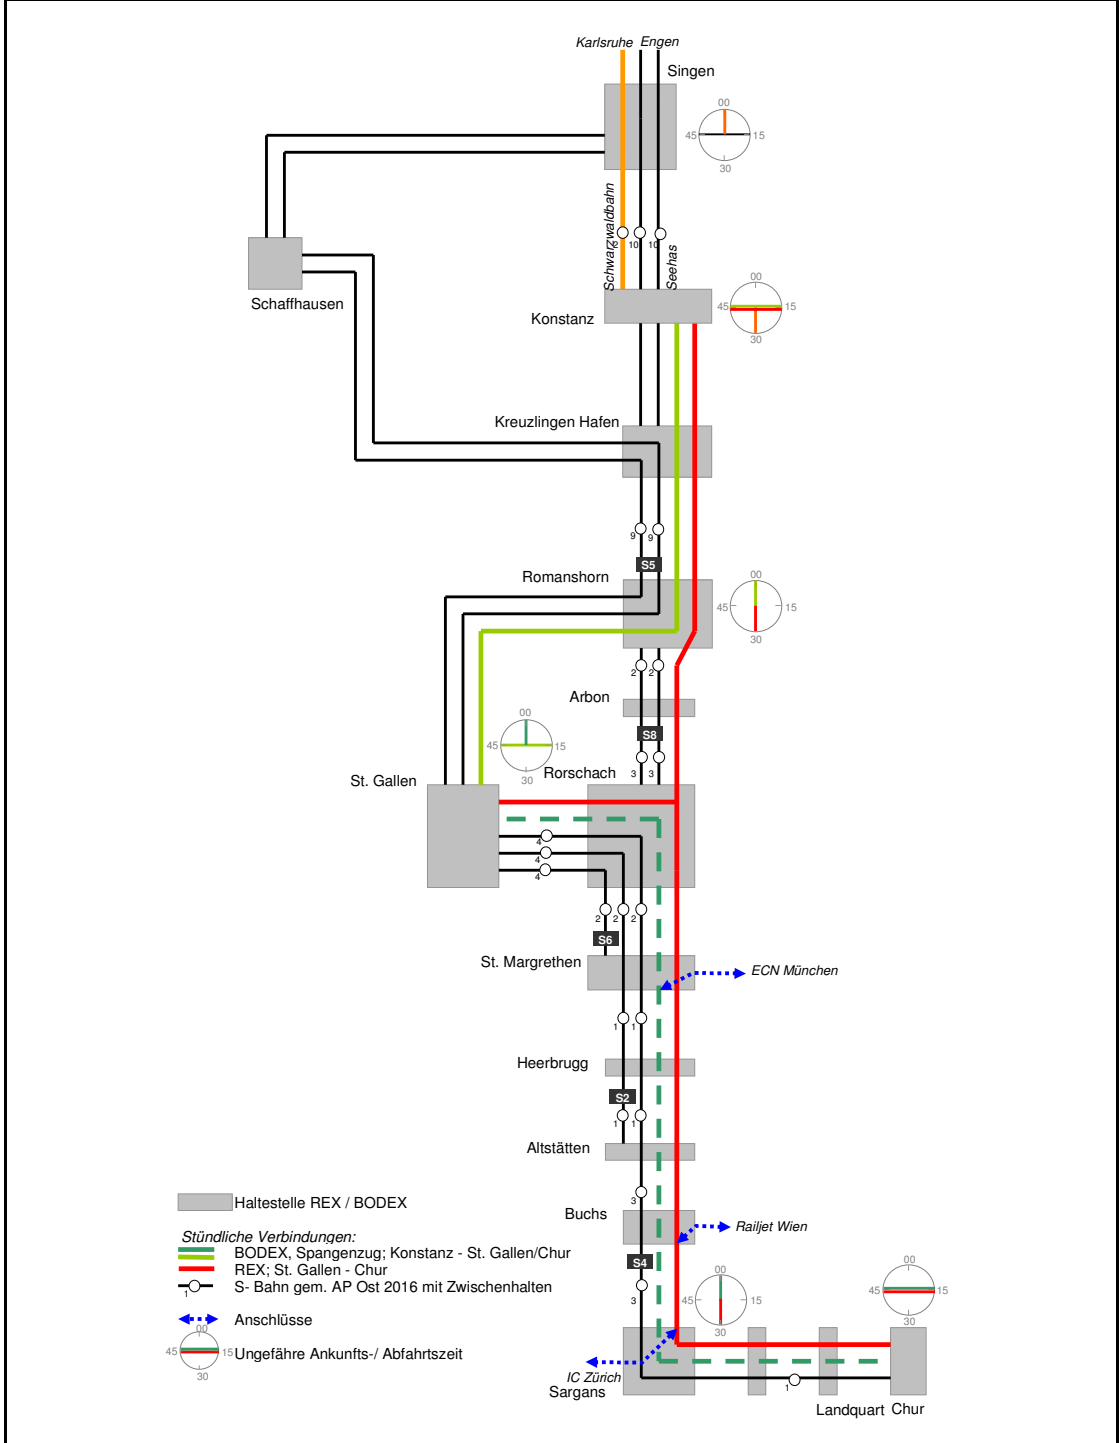 Karlsruhe Engen
Singen
00
45 15
30
Schwarzwaldbahn
2 10 10
Seehas
Schaffhausen
Konstanz
00
45 15
30
Kreuzlingen Hafen
9 9
S5
Romanshorn
00
45 15
30
2 2
Arbon
S8
00
45 15
30
3 3
Rorschach
St. Gallen
4
4
4
2 2 2
S6
St. Margrethen
ECN München
1 1
Heerbrugg
S2
1 1
Altstätten
3
Buchs
Railjet Wien
S4
3
00
45 15
30
00
45 15
30
IC Zürich
Sargans
1
Landquart Chur
Haltestelle REX / BODEX
Stündliche Verbindungen:
BODEX, Spangenzug; Konstanz - St. Gallen/Chur
REX; St. Gallen - Chur
1 S- Bahn gem. AP Ost 2016 mit Zwischenhalten
Anschlüsse
00
45 15 Ungefähre Ankunfts-/ Abfahrtszeit
30